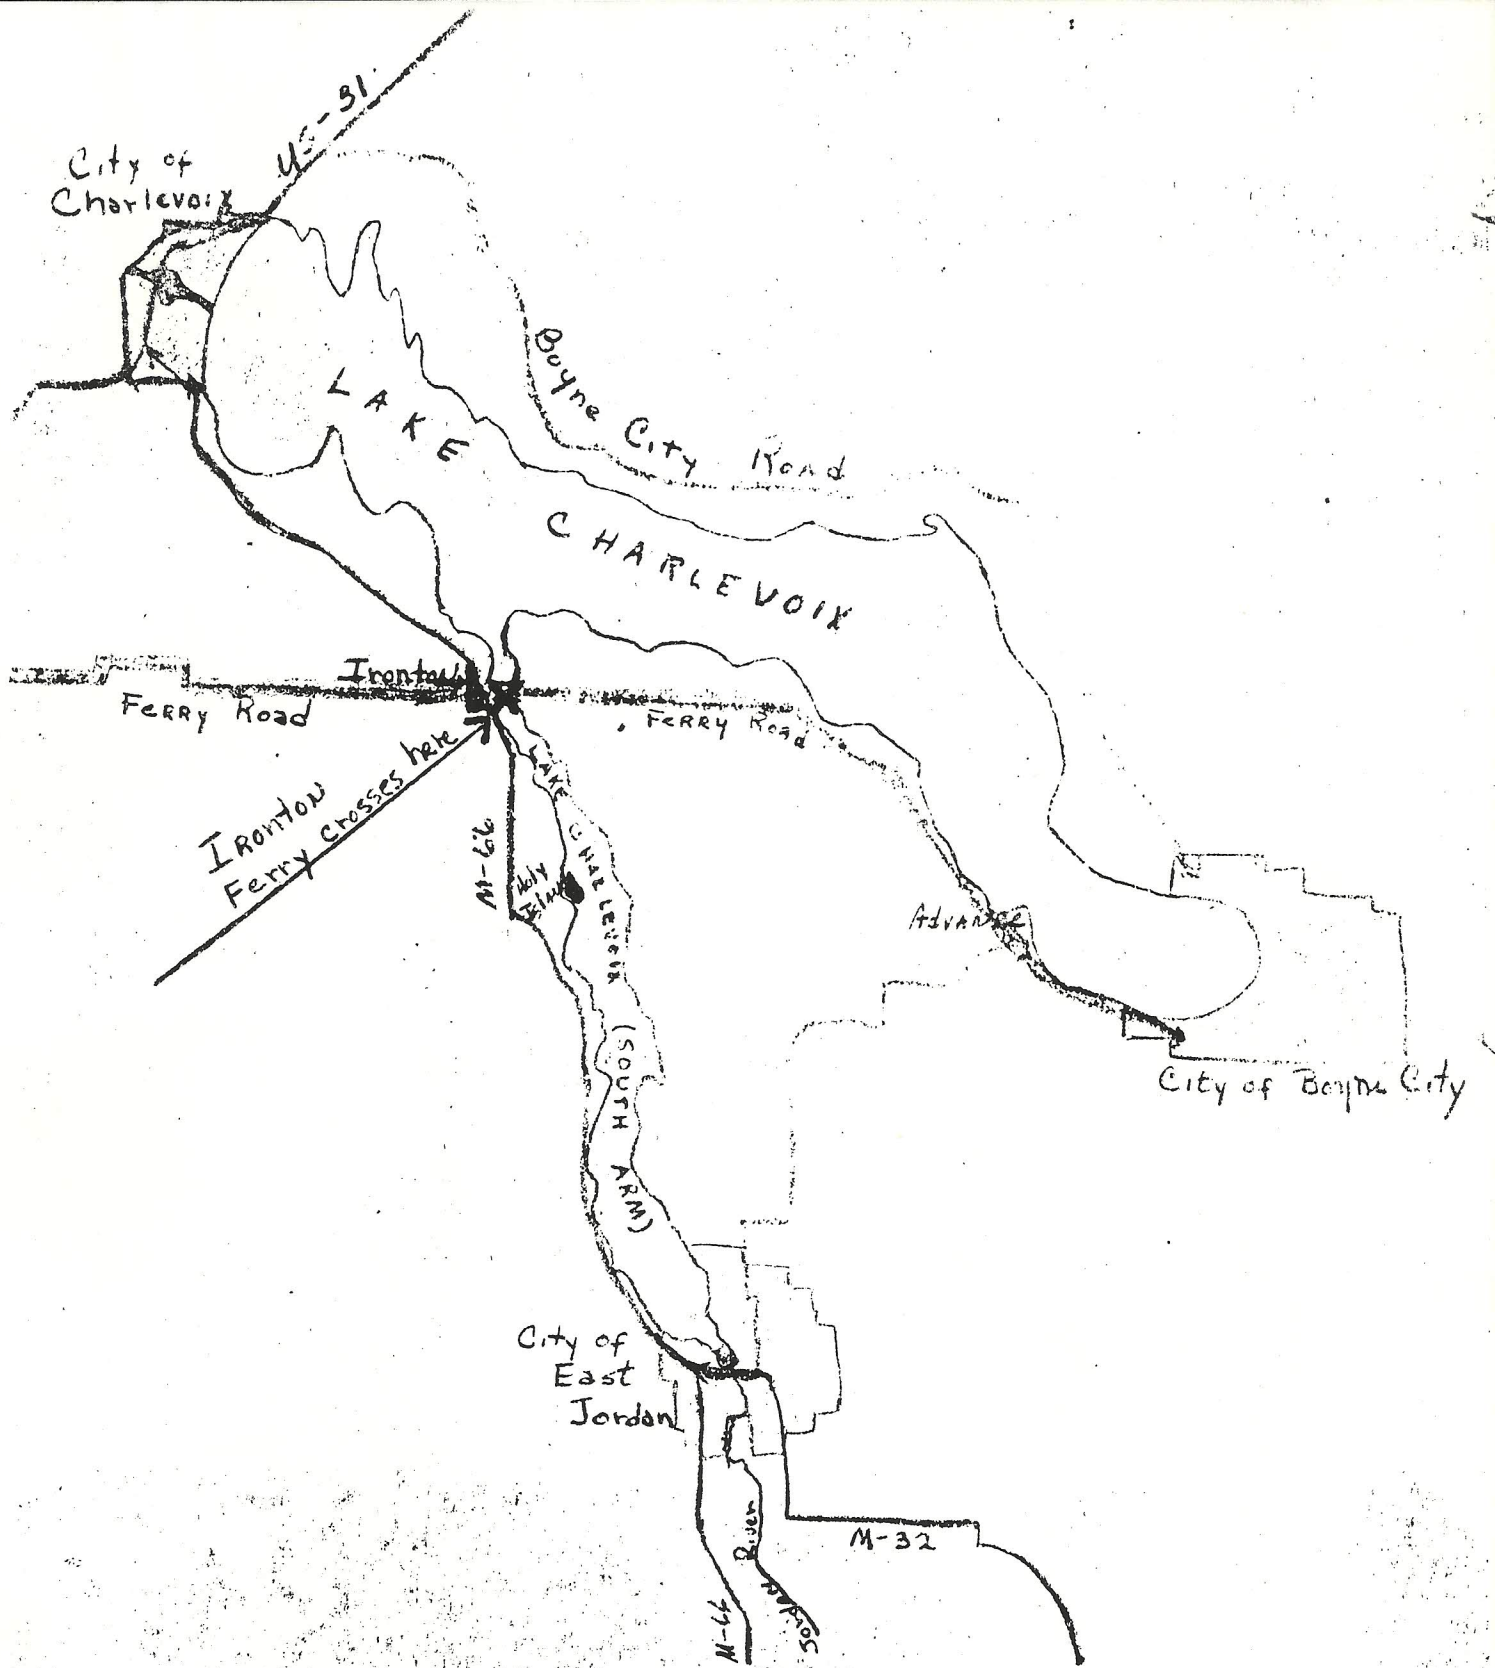 US-31
City of
Charlevoix
Boyne City Road
LAKE
CHARLEVOIX
Ironton
FERRY Road
FERRY Road
IRONTON
Ferry crosses here
LAKE CHARLEVOIX
(SOUTH ARM)
M-66
Holy
ADVANCE
City of Boyne City
City of
East
Jordan
M-32
River
Jordan
M-66